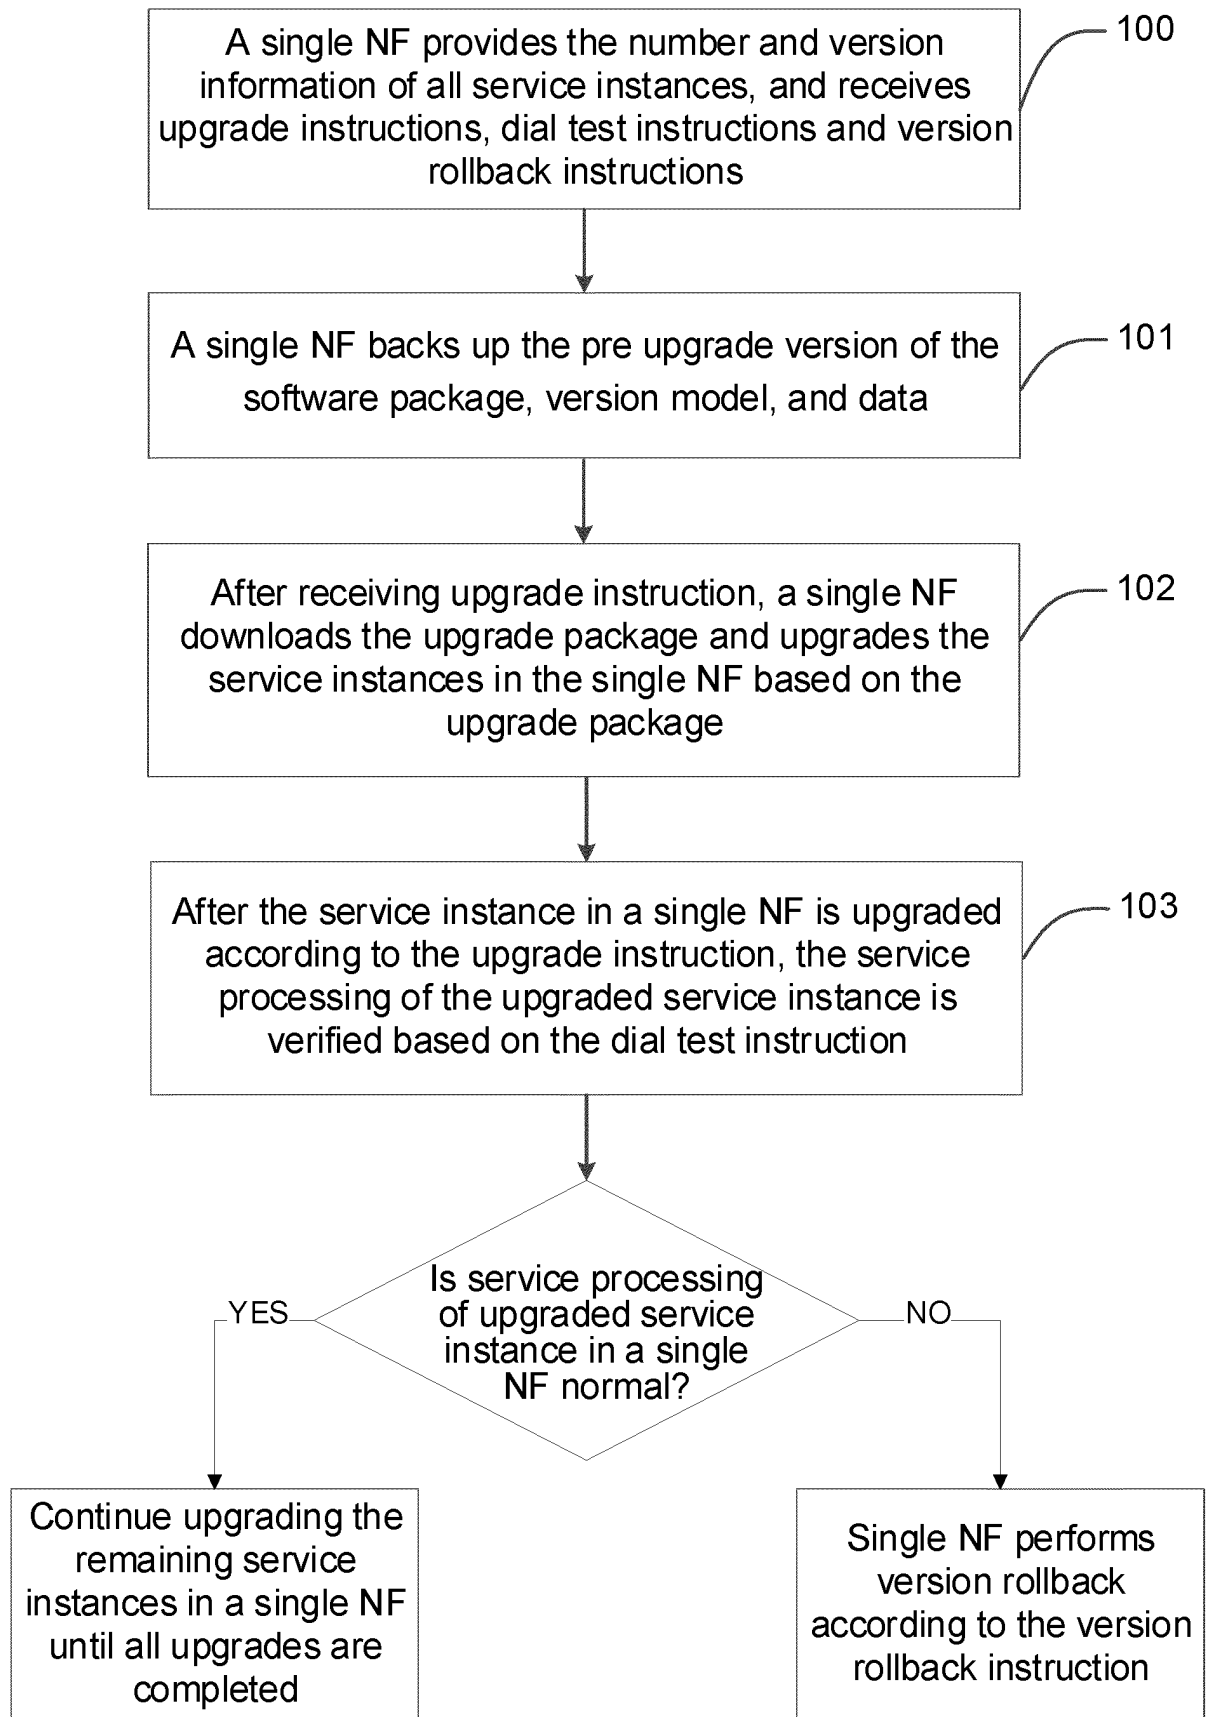 A single NF provides the number and version
information of all service instances, and receives
upgrade instructions, dial test instructions and version
rollback instructions
100
A single NF backs up the pre upgrade version of the
software package, version model, and data
101
After receiving upgrade instruction, a single NF
downloads the upgrade package and upgrades the
service instances in the single NF based on the
upgrade package
102
After the service instance in a single NF is upgraded
according to the upgrade instruction, the service
processing of the upgraded service instance is
verified based on the dial test instruction
103
Is service processing
of upgraded service
instance in a single
NF normal?
YES
NO
Continue upgrading the
remaining service
instances in a single NF
until all upgrades are
completed
Single NF performs
version rollback
according to the version
rollback instruction